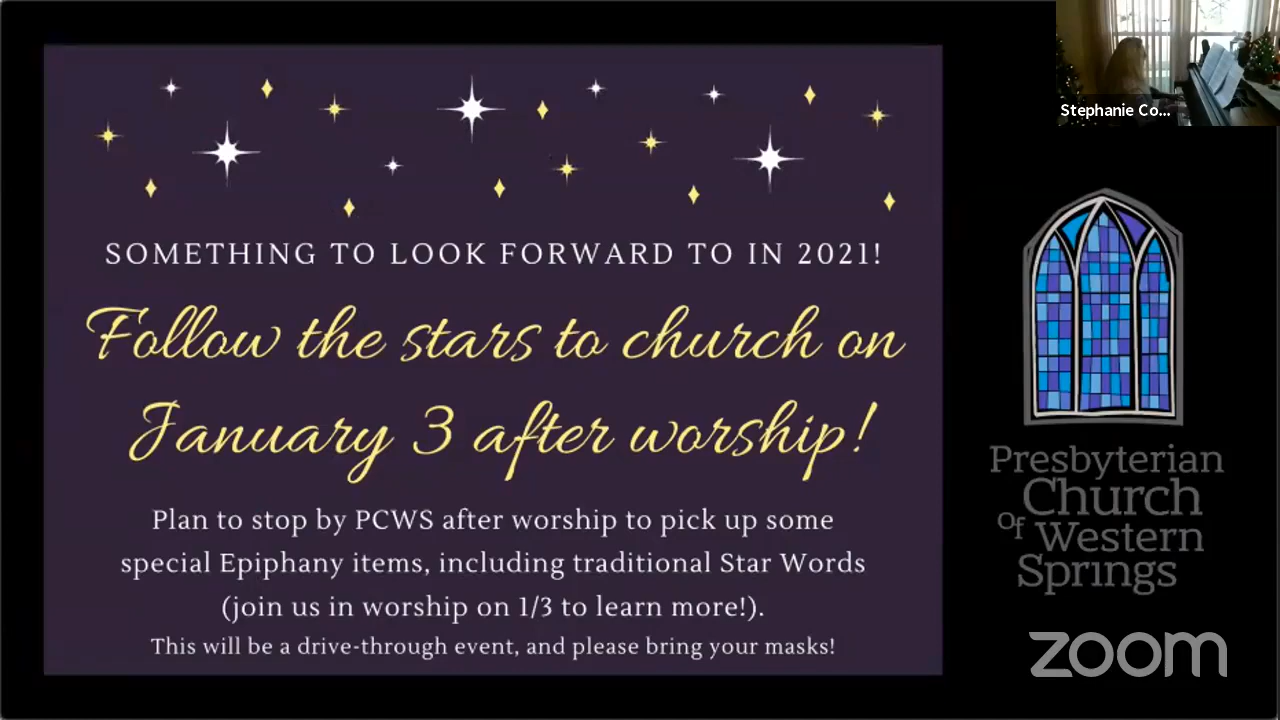 Stephanie Co...
SOMETHING TO LOOK FORWARD TO IN 2021!
Follow the stars to church on
January 3 after worship!
Plan to stop by PCWS after worship to pick up some
special Epiphany items, including traditional Star Words
(join us in worship on 1/3 to learn more!).
This will be a drive-through event, and please bring your masks!
Presbyterian
Church
Of Western
Springs
zoom